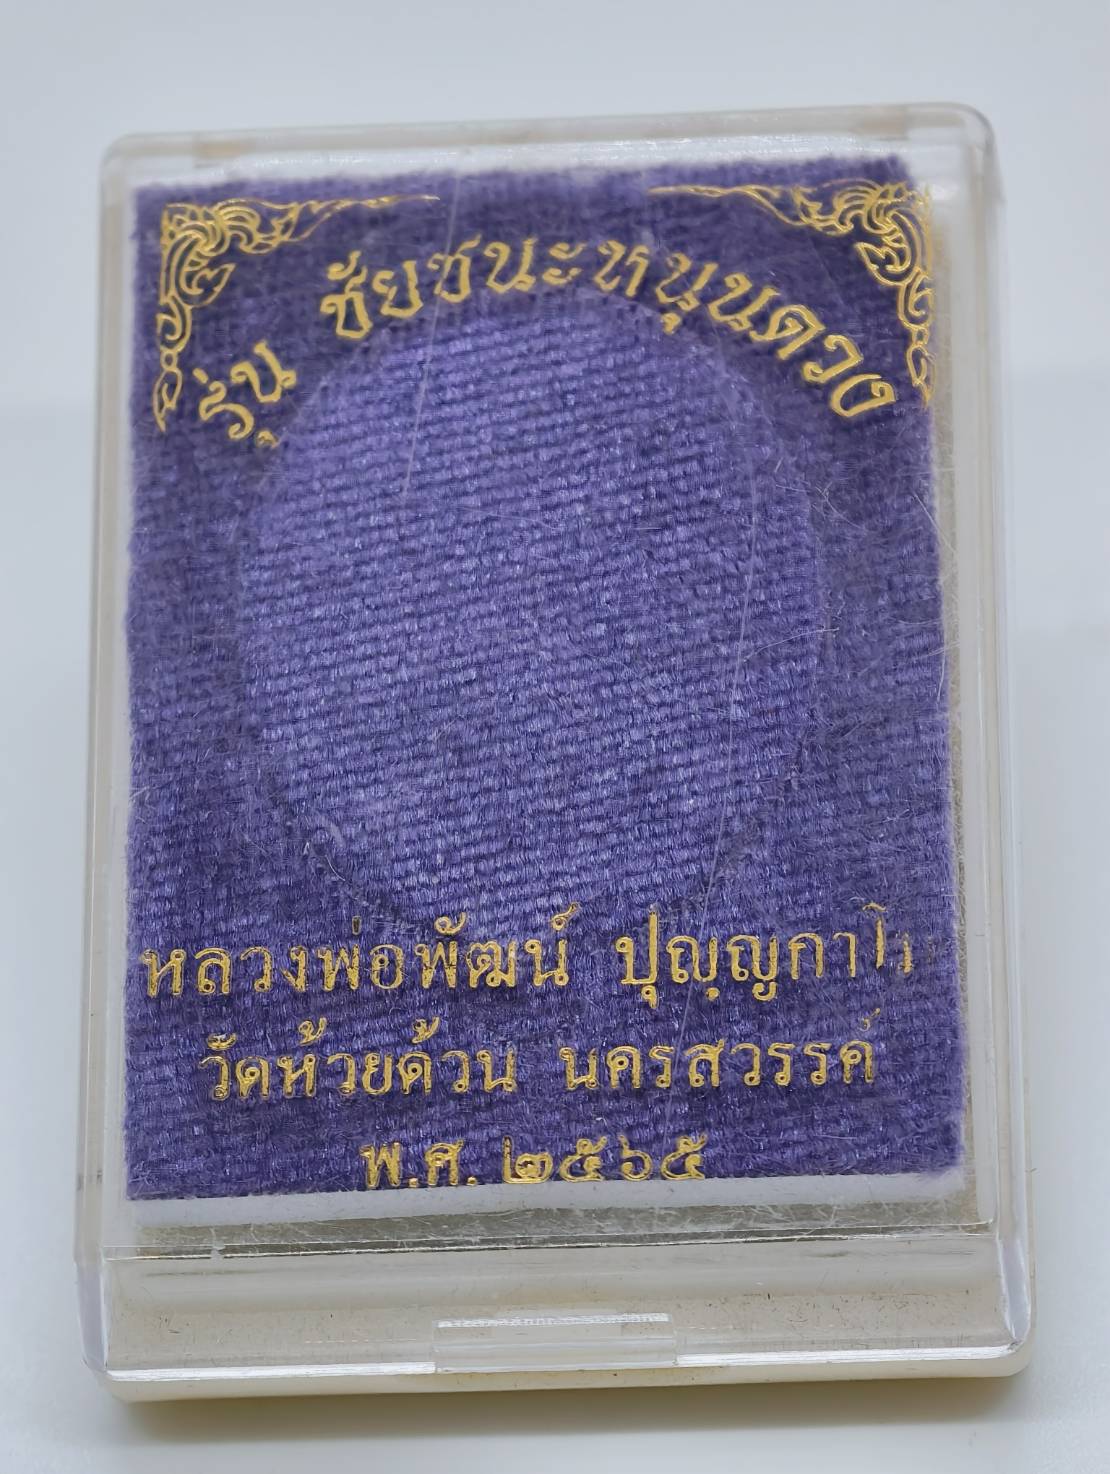 รุ่น ชัยชนะหนุนดวง
หลวงพ่อพัฒน์ ปุญฺญกาโม
วัดห้วยด้วน นครสวรรค์
พ.ศ. ๒๕๖๕